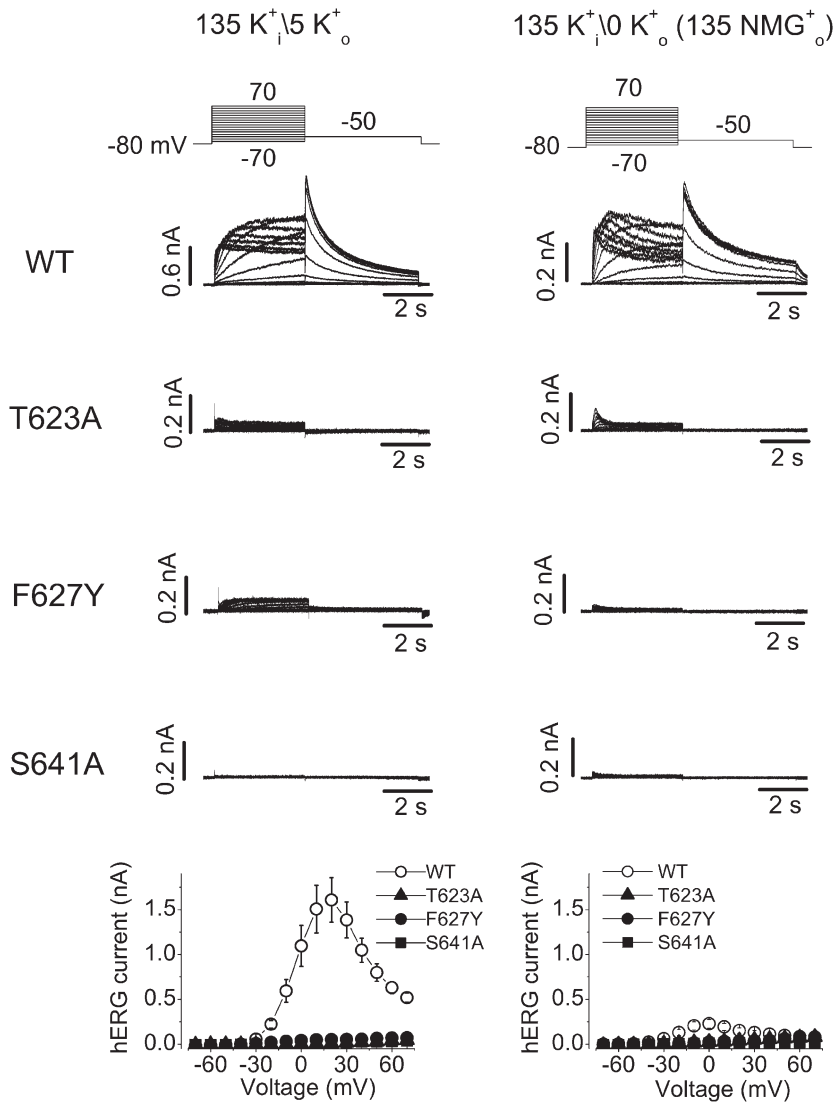 135 K⁺ᵢ\5 K⁺ₒ
135 K⁺ᵢ\0 K⁺ₒ (135 NMG⁺ₒ)
70
-50
-80 mV
-70
70
-50
-80
-70
WT
0.6 nA
2 s
0.2 nA
2 s
T623A
0.2 nA
2 s
0.2 nA
2 s
F627Y
0.2 nA
2 s
0.2 nA
2 s
S641A
0.2 nA
2 s
0.2 nA
2 s
hERG current (nA)
1.5
1.0
0.5
0.0
WT
T623A
F627Y
S641A
-60 -30 0 30 60
Voltage (mV)
hERG current (nA)
1.5
1.0
0.5
0.0
WT
T623A
F627Y
S641A
-60 -30 0 30 60
Voltage (mV)